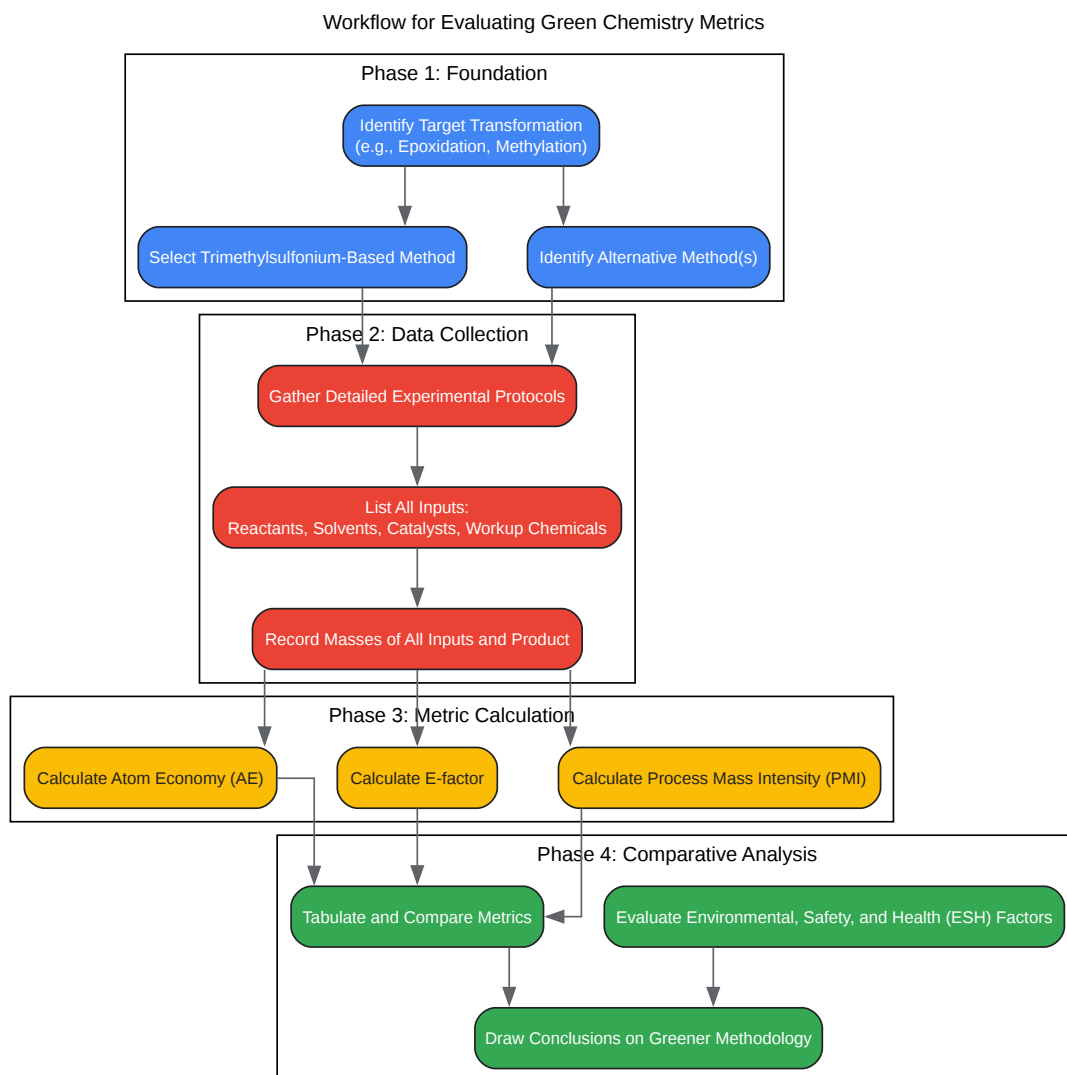 Workflow for Evaluating Green Chemistry Metrics
Phase 1: Foundation
Identify Target Transformation
(e.g., Epoxidation, Methylation)
Select Trimethylsulfonium-Based Method
Identify Alternative Method(s)
Phase 2: Data Collection
Gather Detailed Experimental Protocols
List All Inputs:
Reactants, Solvents, Catalysts, Workup Chemicals
Record Masses of All Inputs and Product
Phase 3: Metric Calculation
Calculate Atom Economy (AE)
Calculate E-factor
Calculate Process Mass Intensity (PMI)
Phase 4: Comparative Analysis
Tabulate and Compare Metrics
Evaluate Environmental, Safety, and Health (ESH) Factors
Draw Conclusions on Greener Methodology